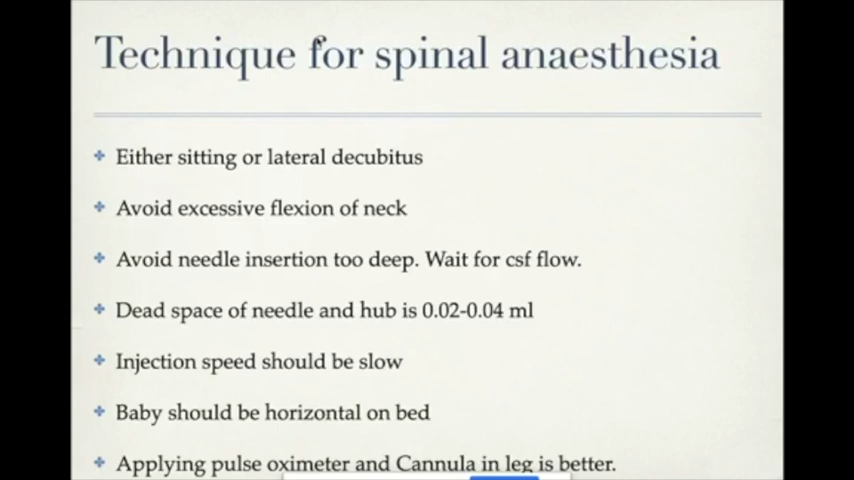 Technique for spinal anaesthesia
Either sitting or lateral decubitus
Avoid excessive flexion of neck
Avoid needle insertion too deep. Wait for csf flow.
Dead space of needle and hub is 0.02-0.04 ml
Injection speed should be slow
Baby should be horizontal on bed
Applying pulse oximeter and Cannula in leg is better.